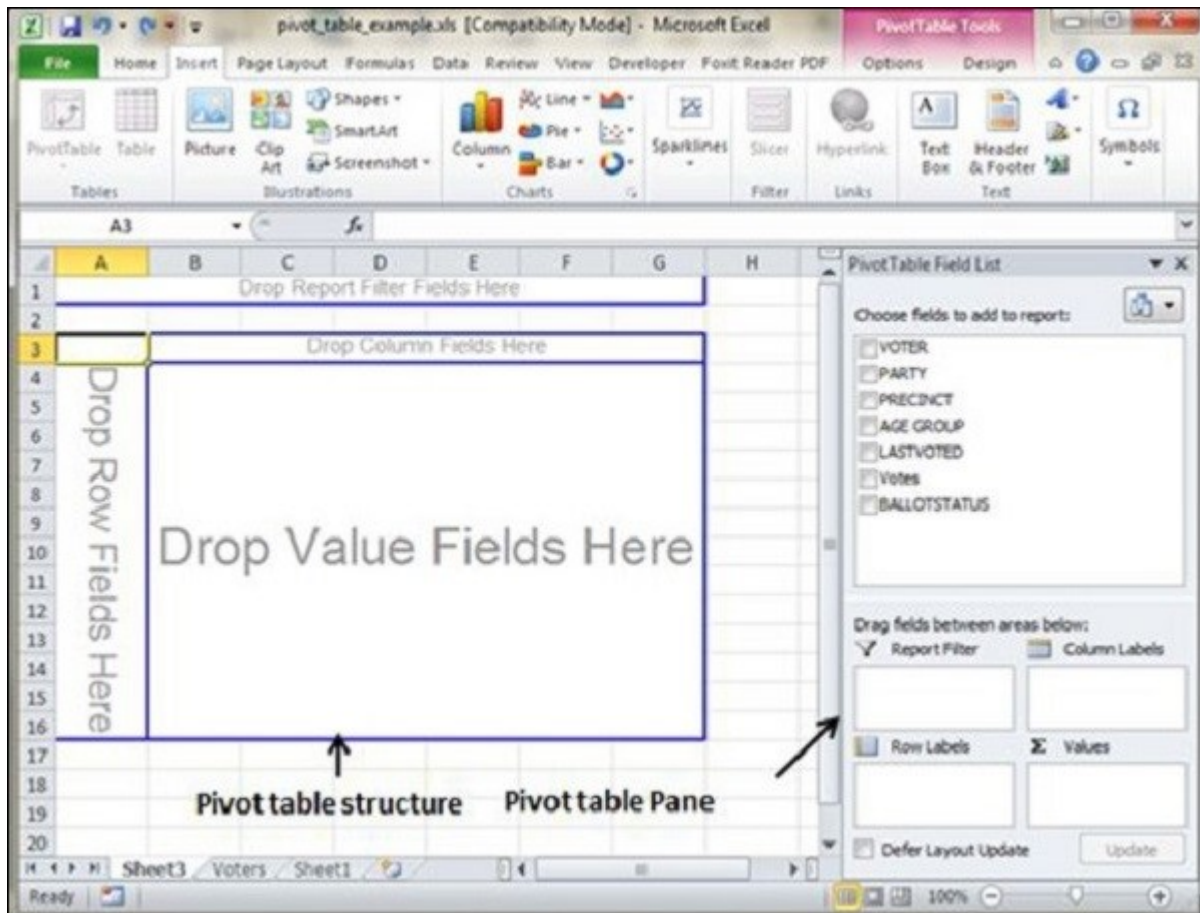 pivot_table_example.xls [Compatibility Mode] - Microsoft Excel
PivotTable Tools
File Home Insert Page Layout Formulas Data Review View Developer Foxit Reader PDF Options Design
PivotTable
Table
Tables
Picture
Clip Art
Shapes
SmartArt
Screenshot
Illustrations
Column
Line
Pie
Bar
Charts
Sparklines
Slicer
Filter
Hyperlink
Links
A
Text Box
Header & Footer
Text
Ω
Symbols
A3
fx
A B C D E F G H
1
2
3
4
5
6
7
8
9
10
11
12
13
14
15
16
17
18
19
20
Drop Report Filter Fields Here
Drop Column Fields Here
Drop Row Fields Here
Drop Value Fields Here
Pivot table structure
Pivot table Pane
PivotTable Field List
Choose fields to add to report:
VOTER
PARTY
PRECINCT
AGE GROUP
LASTVOTED
Votes
BALLOTSTATUS
Drag fields between areas below:
Report Filter
Column Labels
Row Labels
Σ Values
Defer Layout Update
Update
Sheet3 Voters Sheet1
Ready
100%